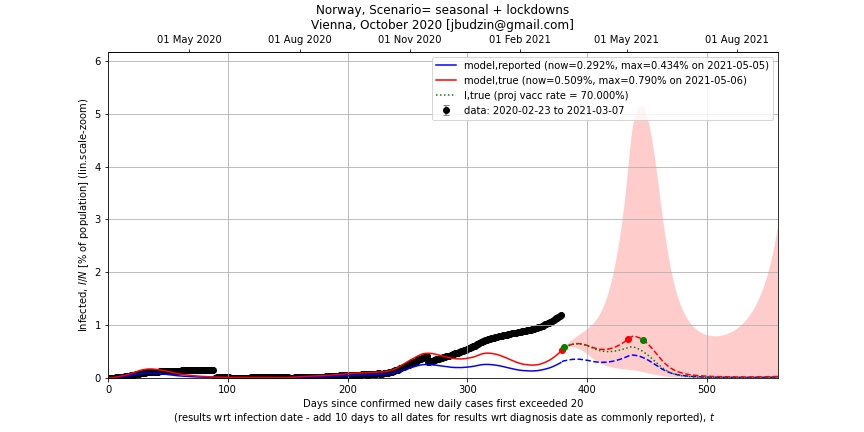 Norway, Scenario= seasonal + lockdowns
Vienna, October 2020 [jbudzin@gmail.com]
01 May 2020 01 Aug 2020 01 Nov 2020 01 Feb 2021 01 May 2021 01 Aug 2021
model,reported (now=0.292%, max=0.434% on 2021-05-05)
model,true (now=0.509%, max=0.790% on 2021-05-06)
I,true (proj vacc rate = 70.000%)
data: 2020-02-23 to 2021-03-07
Infected, I/N [% of population] (lin.scale-zoom)
6
5
4
3
2
1
0
0 100 200 300 400 500
Days since confirmed new daily cases first exceeded 20
(results wrt infection date - add 10 days to all dates for results wrt diagnosis date as commonly reported), t